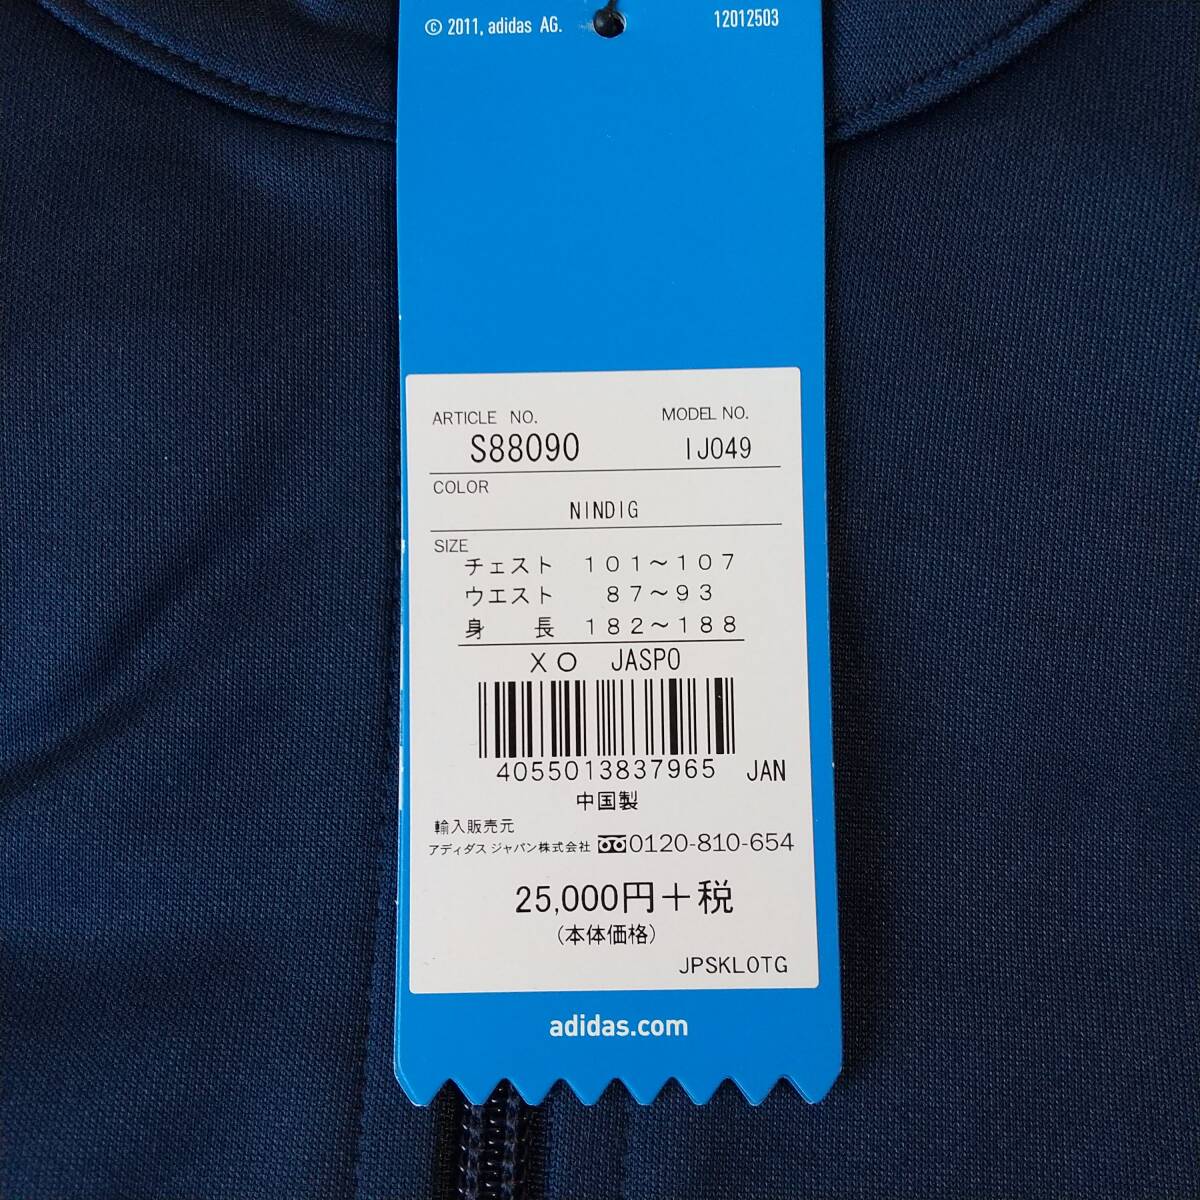 © 2011, adidas AG. 12012503
ARTICLE NO. MODEL NO.
S88090 IJ049
COLOR
NINDIG
SIZE
チェスト 101～107
ウエスト 87～93
身 長 182～188
XO JASPO
4055013837965 JAN
中国製
輸入販売元
アディダス ジャパン株式会社 0120-810-654
25,000円＋税
(本体価格)
JPSKLOTG
adidas.com